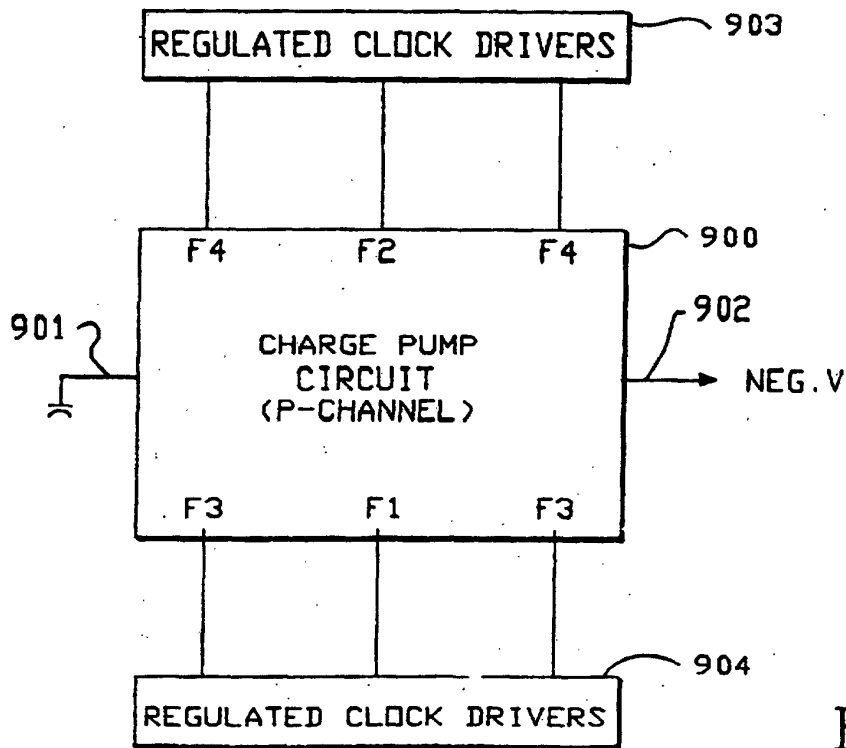 REGULATED CLOCK DRIVERS
903
F4 F2 F4
900
901
902
CHARGE PUMP
CIRCUIT
(P-CHANNEL)
NEG.V
F3 F1 F3
904
REGULATED CLOCK DRIVERS